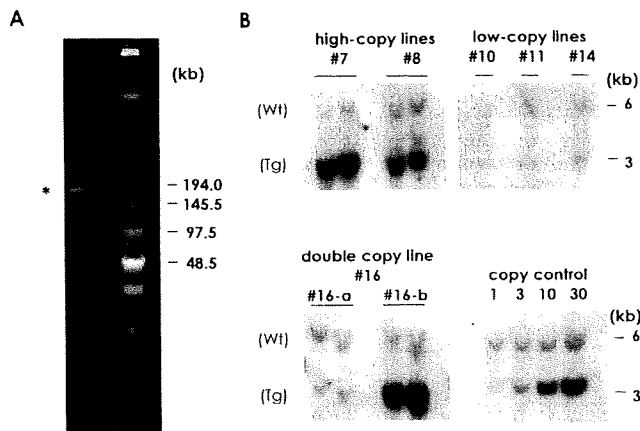 A
(kb)
*
– 194.0
– 145.5
– 97.5
– 48.5
B
high-copy lines
#7 #8
low-copy lines
#10 #11 #14
(kb)
(Wt)
– 6
(Tg)
– 3
double copy line
#16
#16-a #16-b
copy control
1 3 10 30
(kb)
(Wt)
– 6
(Tg)
– 3